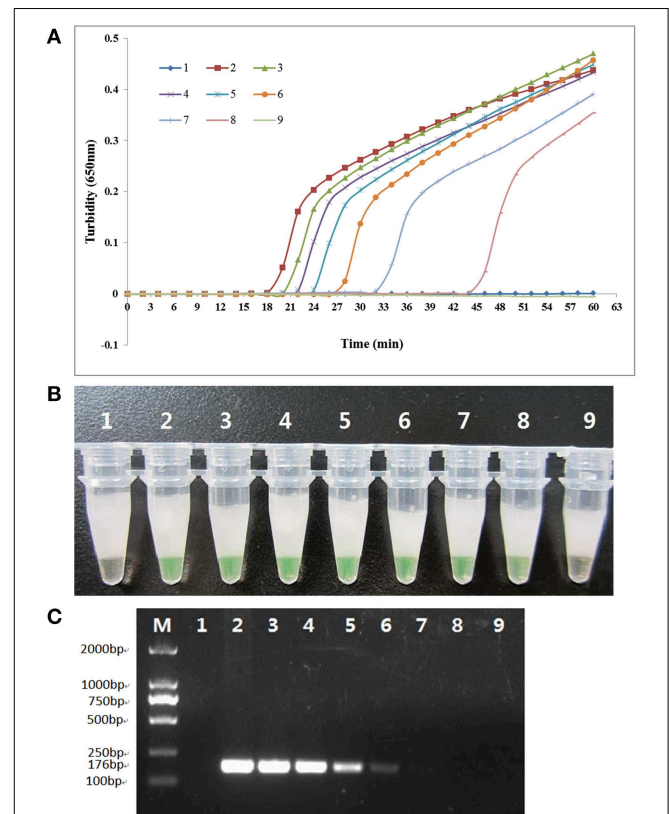 A
0.5
0.4
0.3
0.2
0.1
0
-0.1
Turbidity (650nm)
1 2 3
4 5 6
7 8 9
0 3 6 9 12 15 18 21 24 27 30 33 36 39 42 45 48 51 54 57 60 63
Time (min)
B
1 2 3 4 5 6 7 8 9
C
M 1 2 3 4 5 6 7 8 9
2000bp
1000bp
750bp
500bp
250bp
176bp
100bp